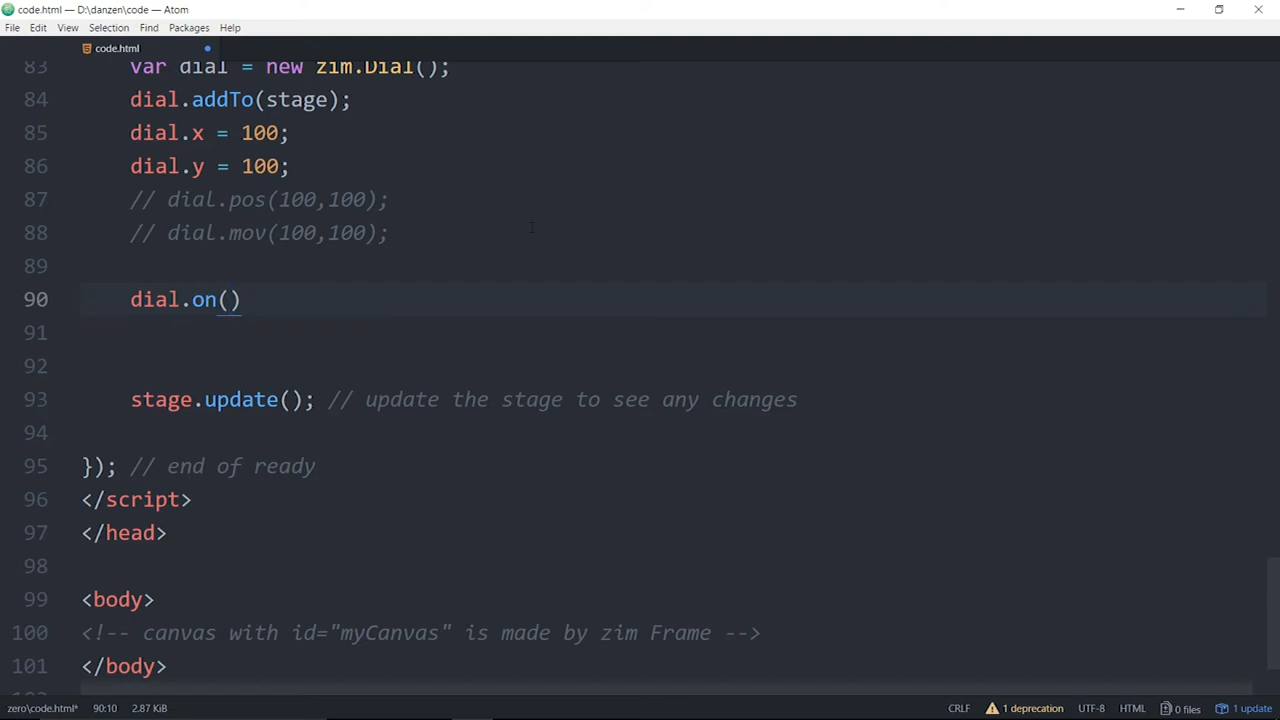 code.html — D:\danzen\code — Atom
File Edit View Selection Find Packages Help
code.html
83 var dial = new zim.Dial();
84 dial.addTo(stage);
85 dial.x = 100;
86 dial.y = 100;
87 // dial.pos(100,100);
88 // dial.mov(100,100);
89
90 dial.on()
91
92
93 stage.update(); // update the stage to see any changes
94
95 }); // end of ready
96 </script>
97 </head>
98
99 <body>
100 <!-- canvas with id="myCanvas" is made by zim Frame -->
101 </body>
zero\code.html* 90:10 2.87 KiB CRLF 1 deprecation UTF-8 HTML 0 files 1 update